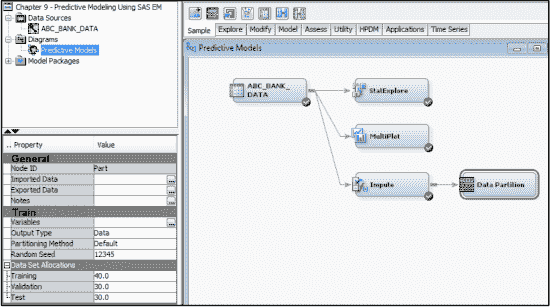 Chapter 9 - Predictive Modeling Using SAS EM
Data Sources
ABC_BANK_DATA
Diagrams
Predictive Models
Model Packages
.. Property Value
General
Node ID Part
Imported Data ...
Exported Data ...
Notes ...
Train
Variables ...
Output Type Data
Partitioning Method Default
Random Seed 12345
Data Set Allocations
Training 40.0
Validation 30.0
Test 30.0
Sample Explore Modify Model Assess Utility HPDM Applications Time Series
Predictive Models
ABC_BANK_
DATA
StatExplore
MultiPlot
Impute
Data Partition